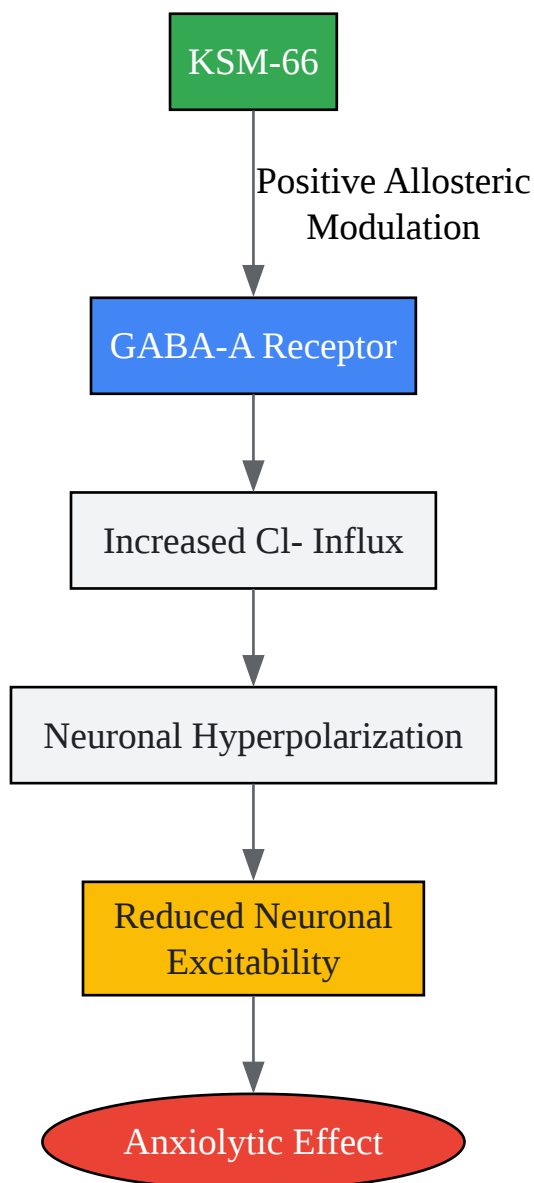 KSM-66
Positive Allosteric
Modulation
GABA-A Receptor
Increased Cl- Influx
Neuronal Hyperpolarization
Reduced Neuronal
Excitability
Anxiolytic Effect